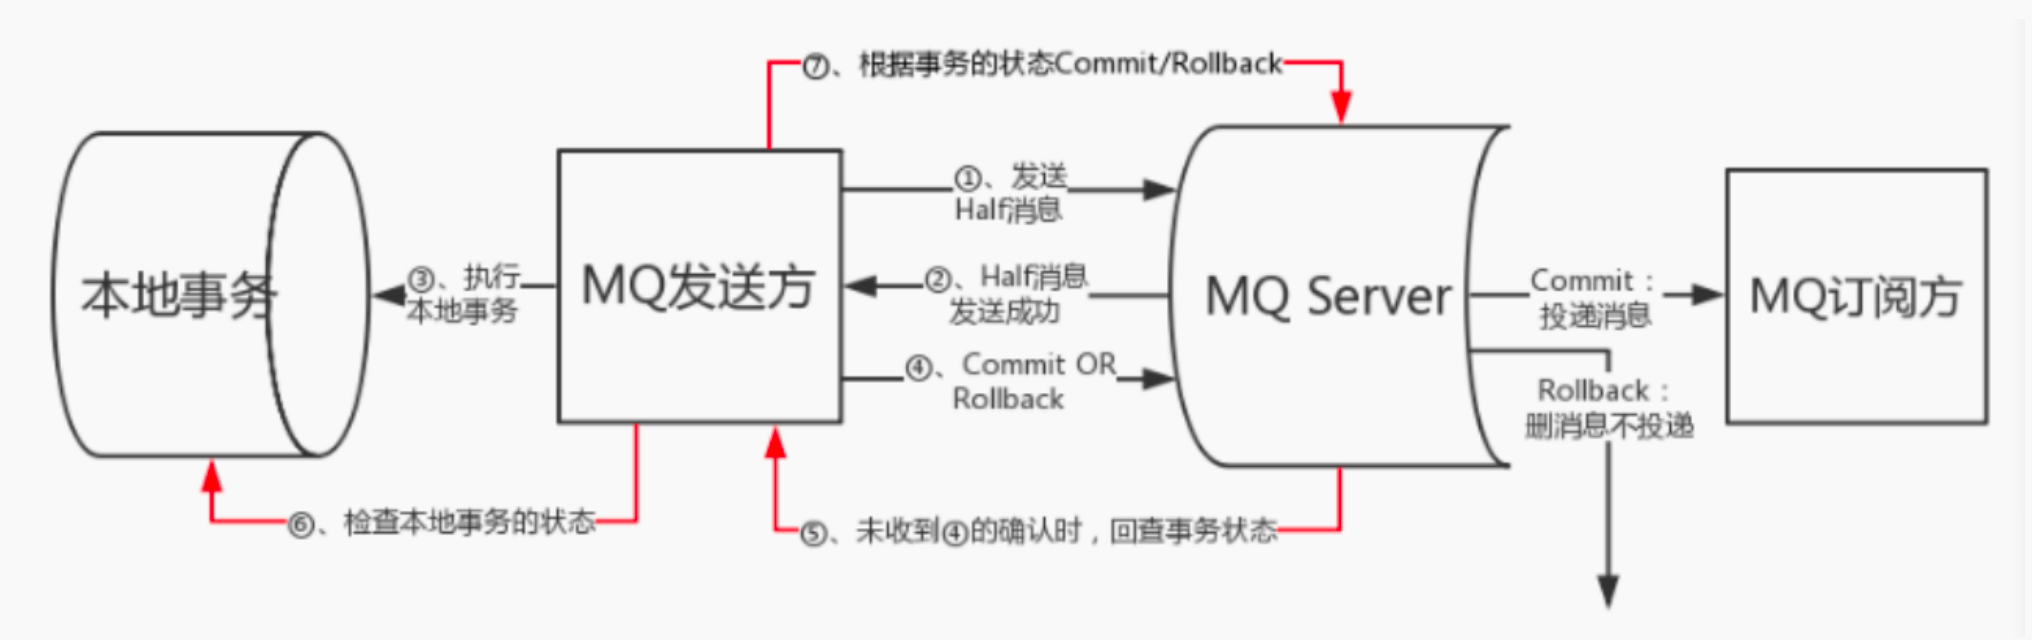 ⑦、根据事务的状态Commit/Rollback
①、发送
Half消息
本地事务
③、执行
本地事务
MQ发送方
②、Half消息
发送成功
MQ Server
Commit：
投递消息
MQ订阅方
④、Commit OR
Rollback
Rollback：
删消息不投递
⑥、检查本地事务的状态
⑤、未收到④的确认时，回查事务状态